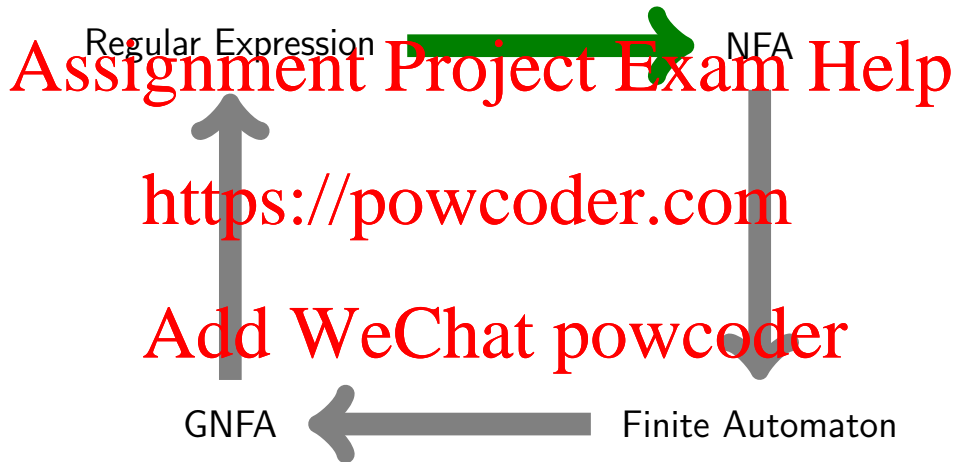 Regular Expression NFA
Assignment Project Exam Help
https://powcoder.com
Add WeChat powcoder
GNFA Finite Automaton